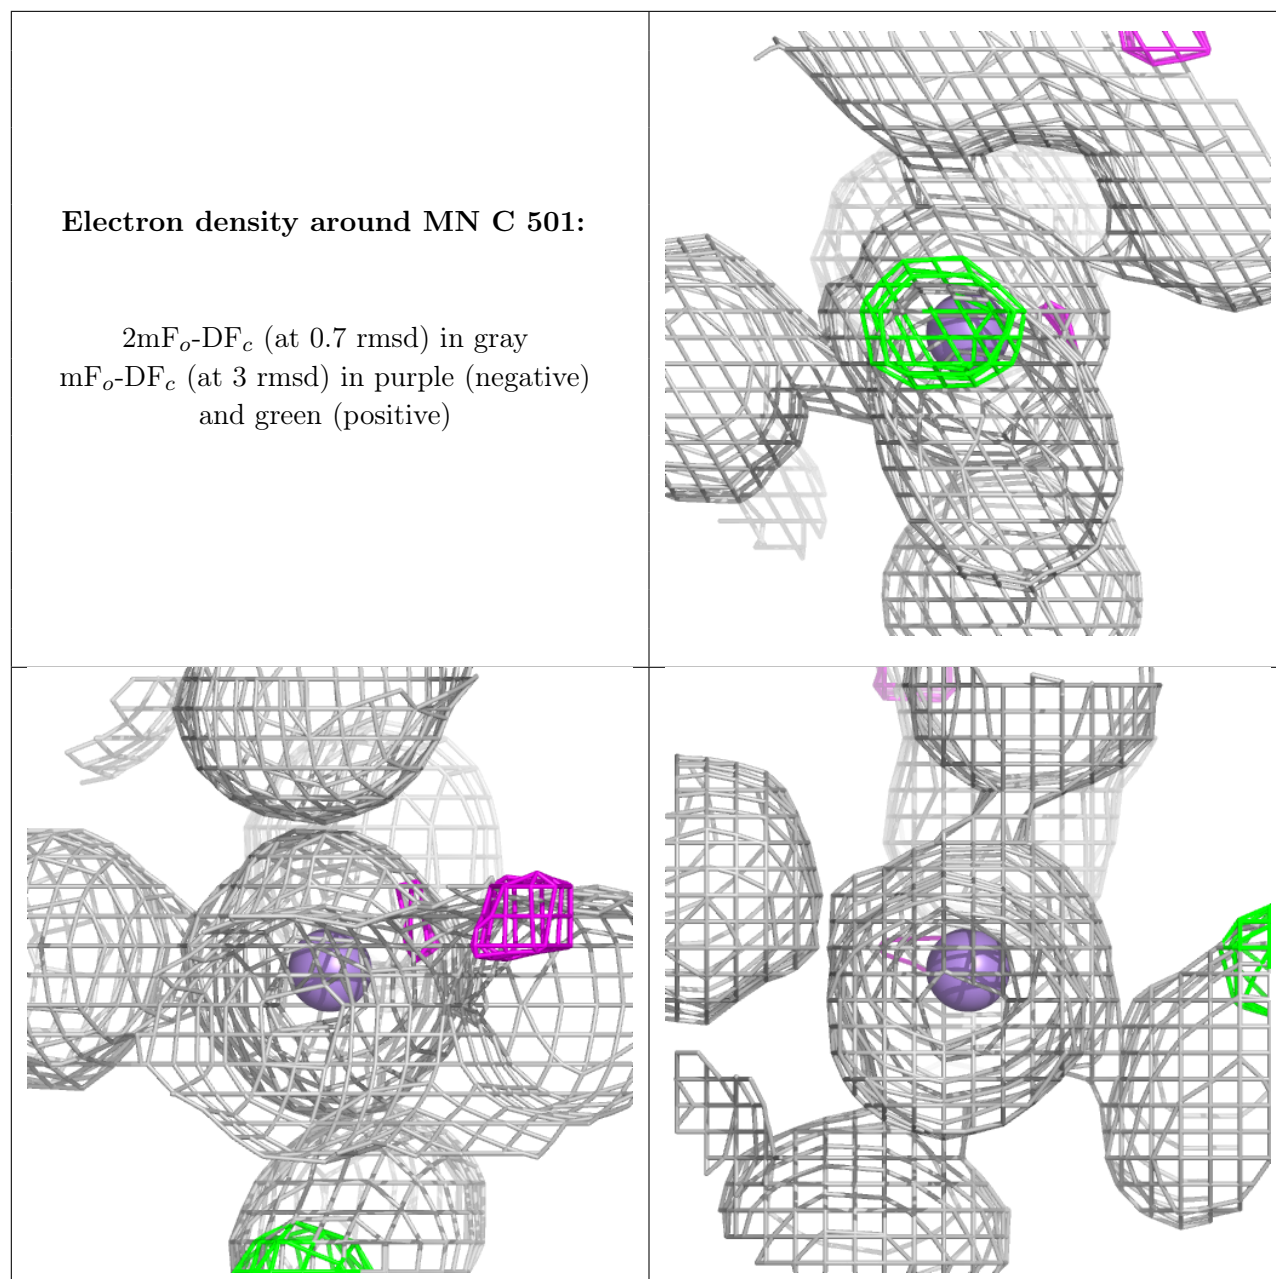 Electron density around MN C 501:
2mFo-DFc (at 0.7 rmsd) in gray
mFo-DFc (at 3 rmsd) in purple (negative)
and green (positive)